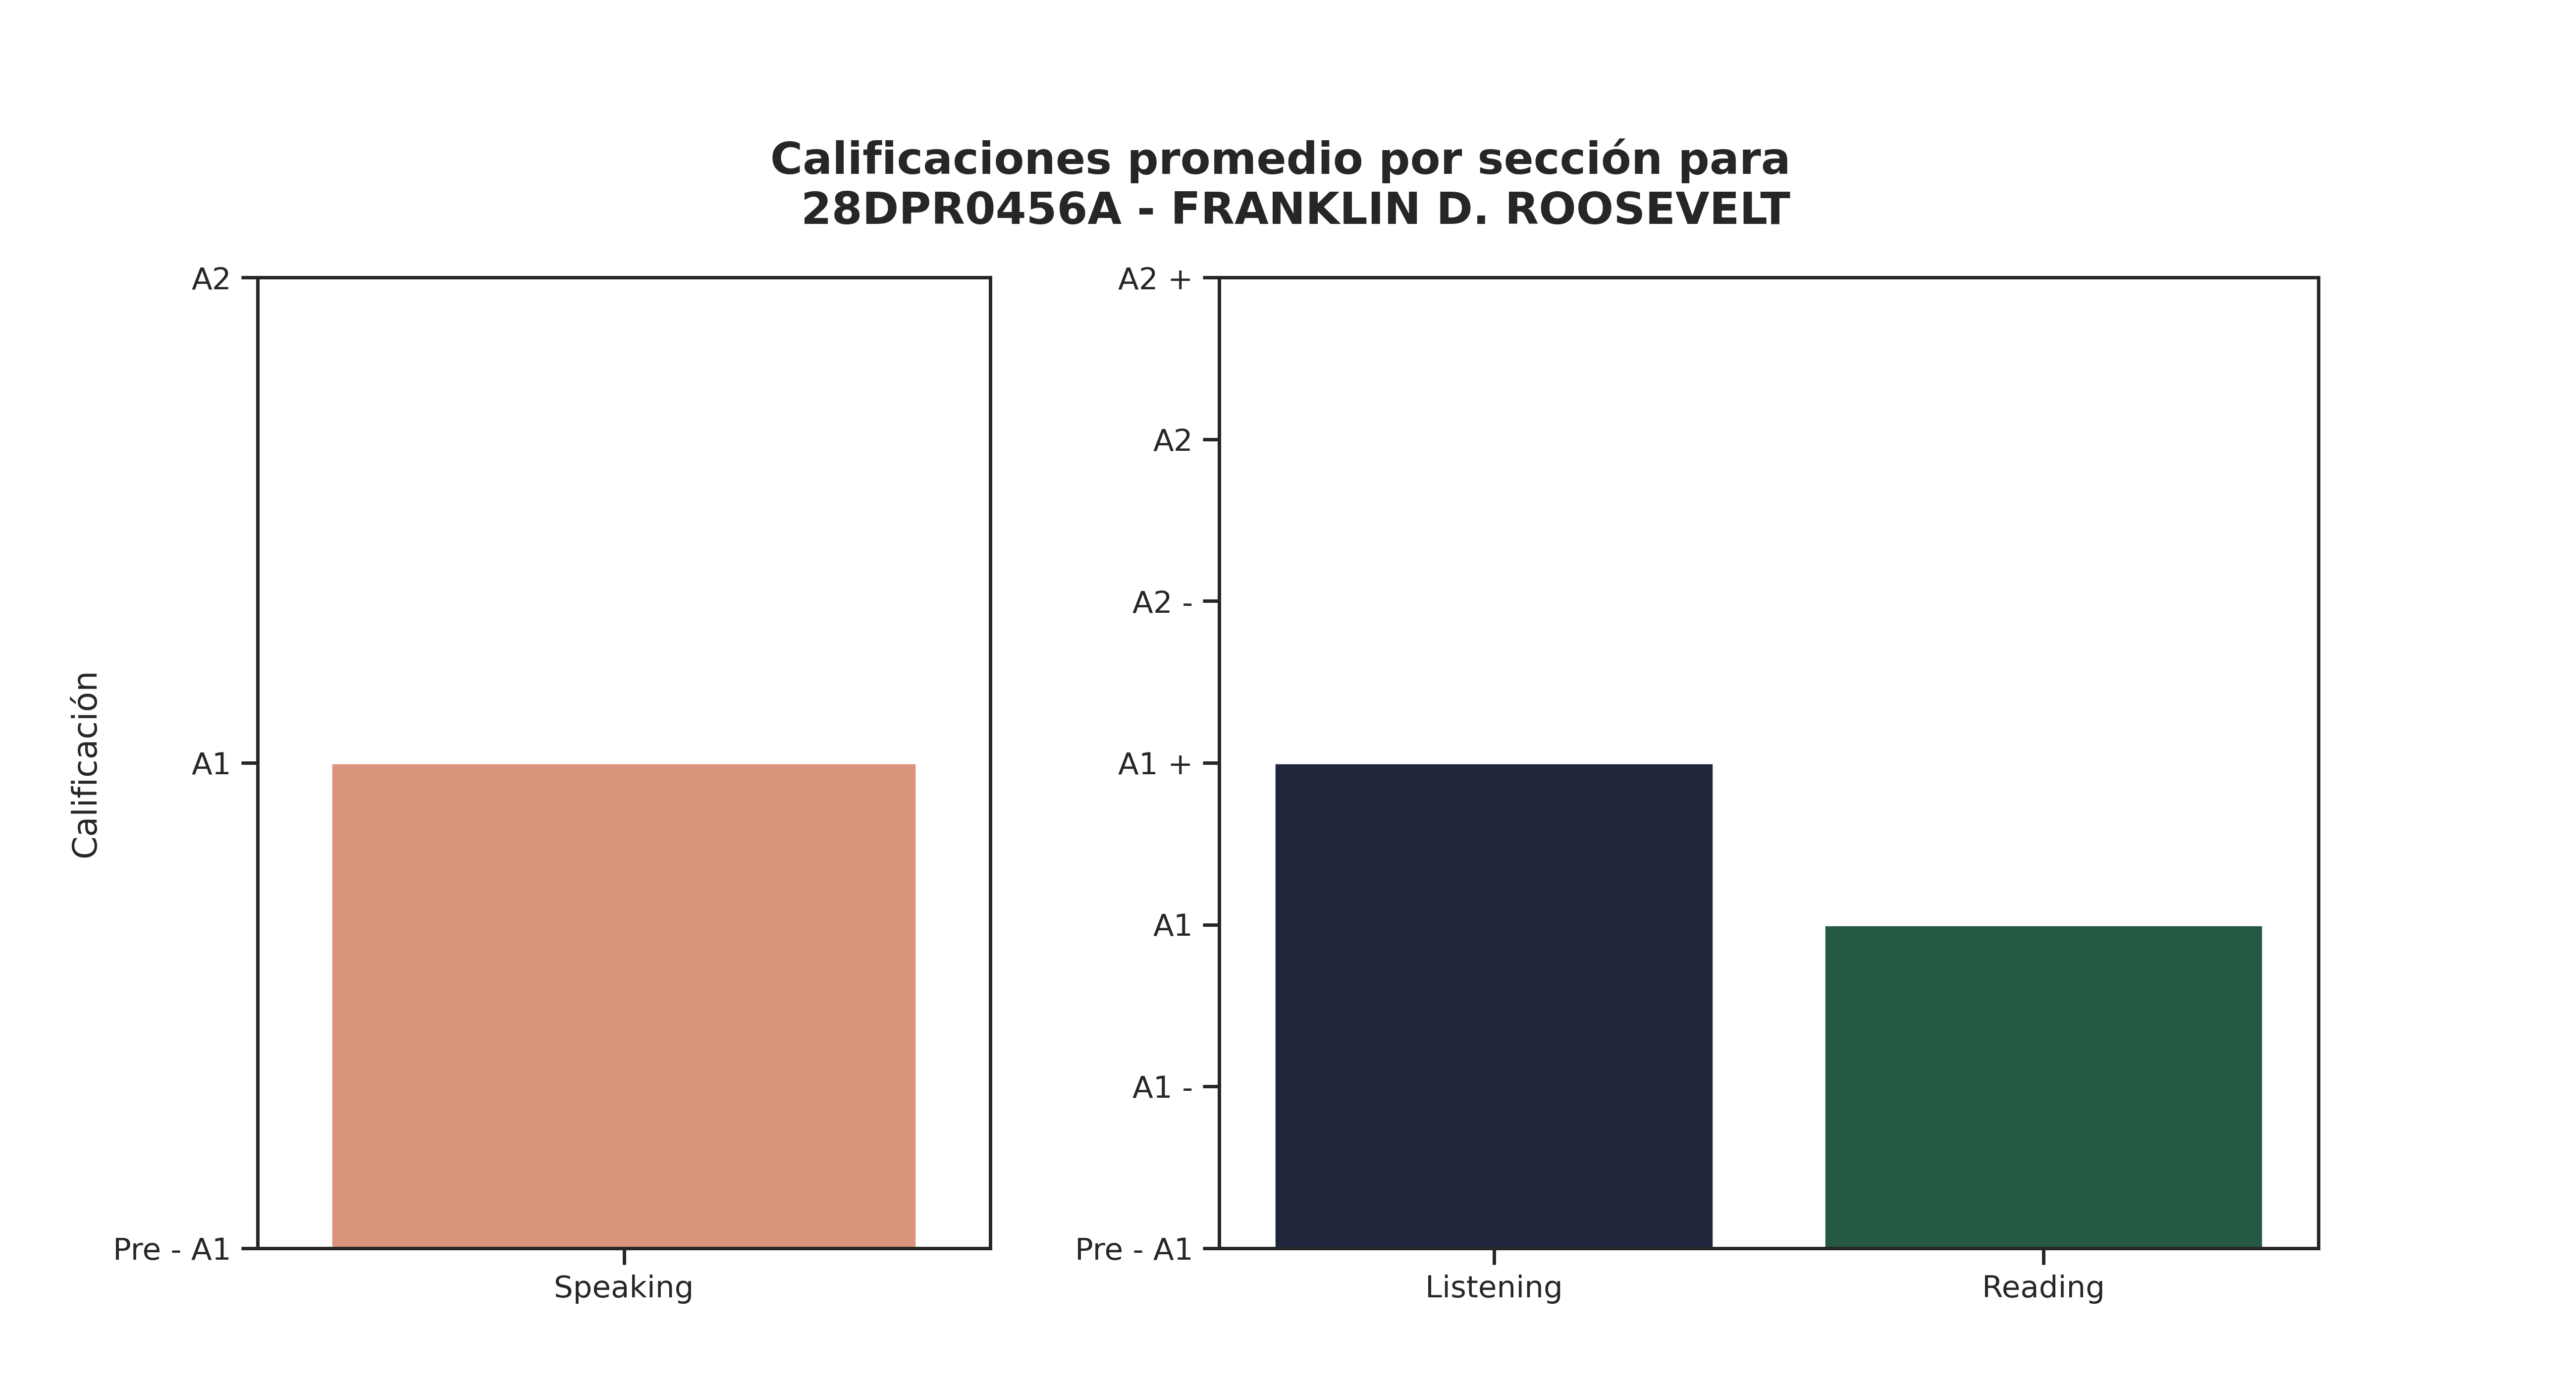 Calificaciones promedio por sección para
28DPR0456A - FRANKLIN D. ROOSEVELT
Calificación
A2
A1
Pre - A1
Speaking
A2 +
A2
A2 -
A1 +
A1
A1 -
Pre - A1
Listening
Reading